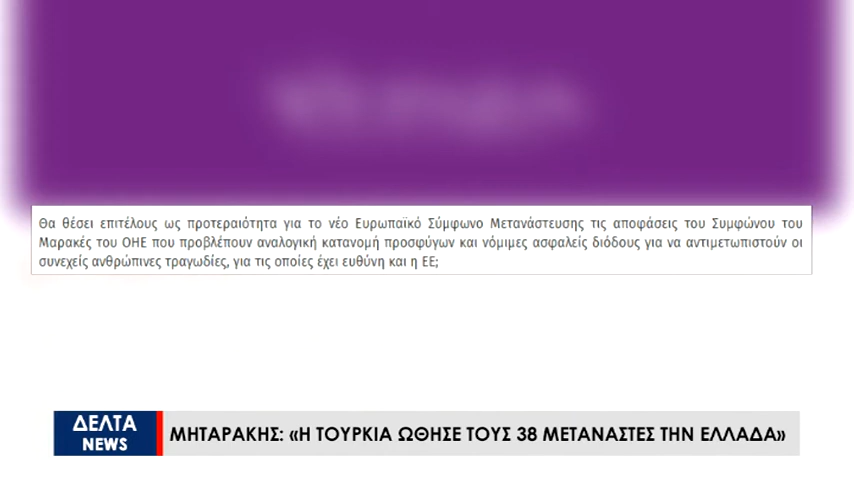 Θα θέσει επιτέλους ως προτεραιότητα για το νέο Ευρωπαϊκό Σύμφωνο Μετανάστευσης τις αποφάσεις του Συμφώνου του
Μαρακές του ΟΗΕ που προβλέπουν αναλογική κατανομή προσφύγων και νόμιμες ασφαλείς διόδους για να αντιμετωπιστούν οι
συνεχείς ανθρώπινες τραγωδίες, για τις οποίες έχει ευθύνη και η ΕΕ;
ΔΕΛΤΑ
NEWS
ΜΗΤΑΡΑΚΗΣ: «Η ΤΟΥΡΚΙΑ ΩΘΗΣΕ ΤΟΥΣ 38 ΜΕΤΑΝΑΣΤΕΣ ΤΗΝ ΕΛΛΑΔΑ»